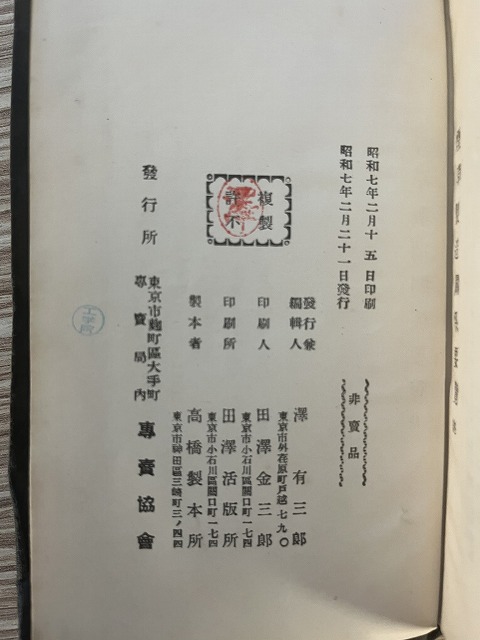 昭和七年二月十五日印刷
昭和七年二月二十一日發行
非賣品
複製
不許
發行兼
編輯人
澤有三郎
東京市外荏原町戸越七九〇
印刷人
田澤金三郎
東京市小石川區關口町一七四
印刷所
田澤活版所
東京市小石川區關口町一七四
製本者
高橋製本所
東京市神田區三崎町三ノ四四
發行所
東京市麹町區大手町
專賣局內
專賣協會